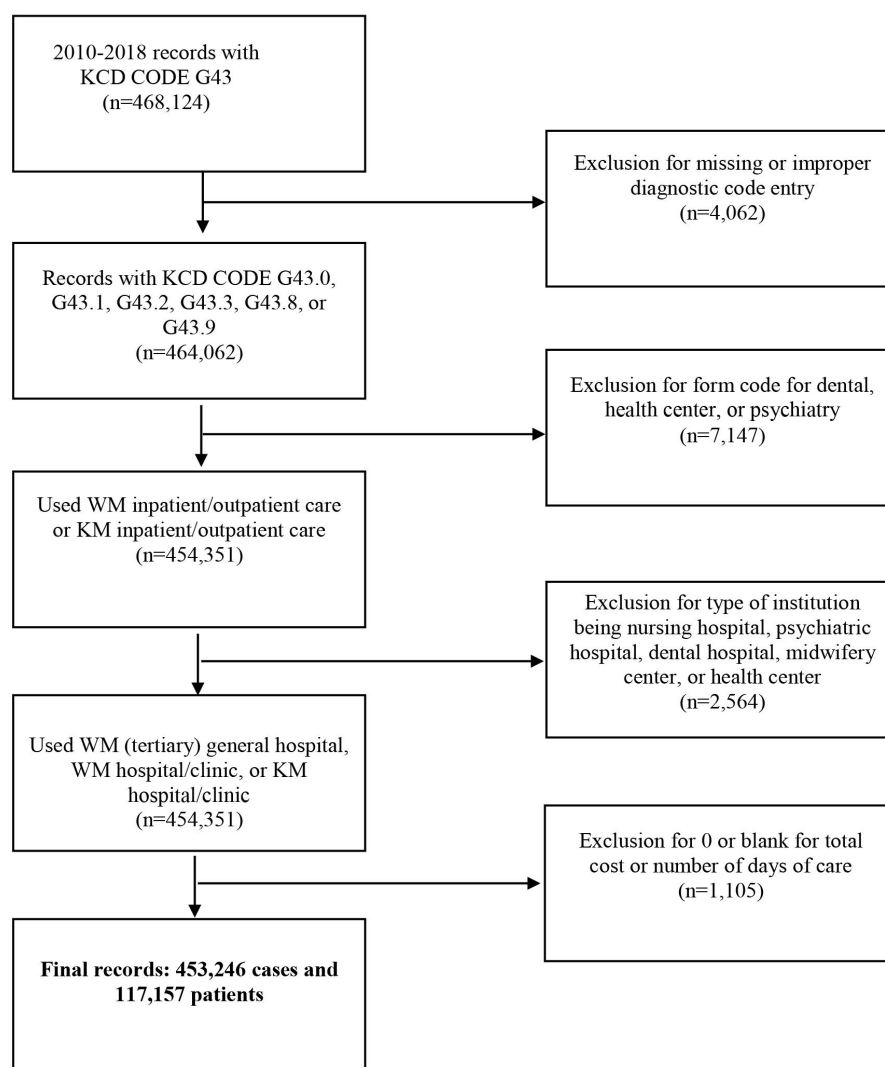 2010-2018 records with
KCD CODE G43
(n=468,124)
Exclusion for missing or improper
diagnostic code entry
(n=4,062)
Records with KCD CODE G43.0,
G43.1, G43.2, G43.3, G43.8, or
G43.9
(n=464,062)
Exclusion for form code for dental,
health center, or psychiatry
(n=7,147)
Used WM inpatient/outpatient care
or KM inpatient/outpatient care
(n=454,351)
Exclusion for type of institution
being nursing hospital, psychiatric
hospital, dental hospital, midwifery
center, or health center
(n=2,564)
Used WM (tertiary) general hospital,
WM hospital/clinic, or KM
hospital/clinic
(n=454,351)
Exclusion for 0 or blank for total
cost or number of days of care
(n=1,105)
Final records: 453,246 cases and
117,157 patients